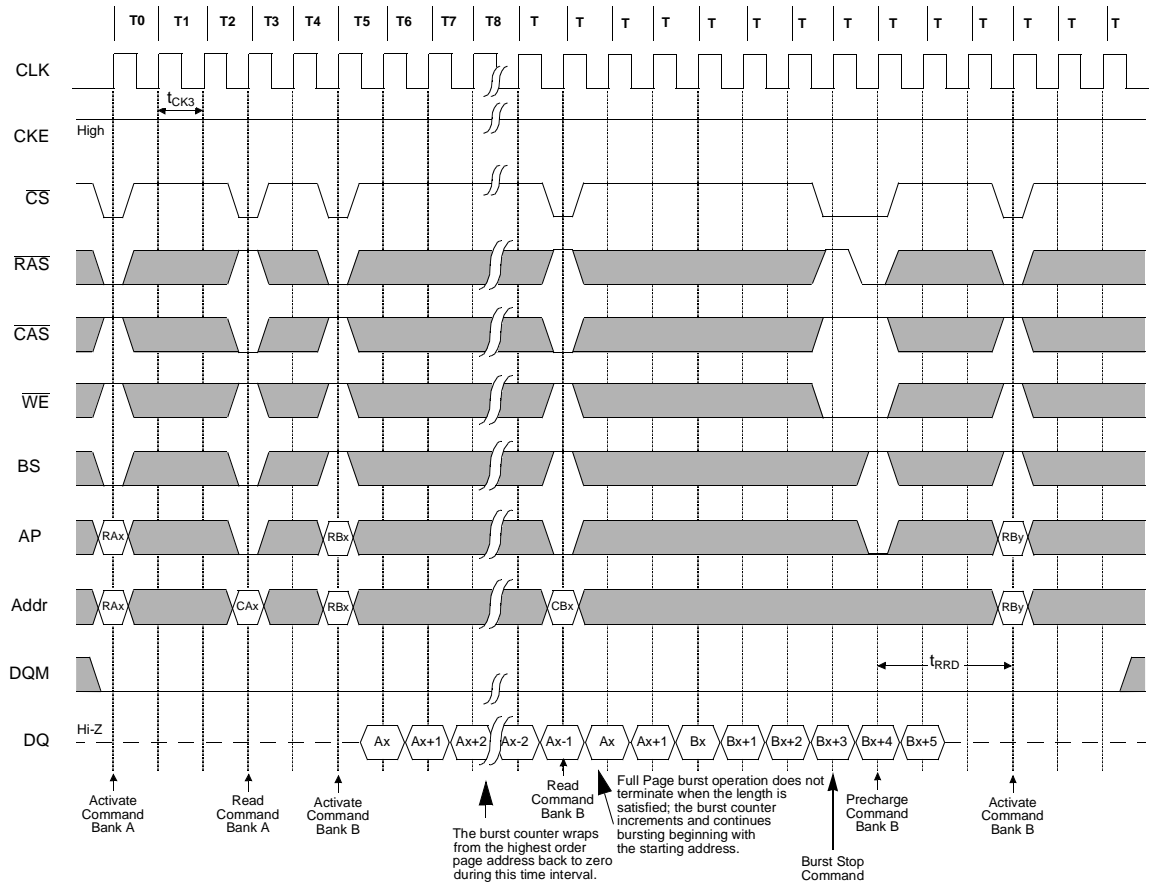 T0 T1 T2 T3 T4 T5 T6 T7 T8 T T T T T T T T T T T T T T
CLK
tCK3
CKE
High
CS
RAS
CAS
WE
BS
AP
RAx RBx RBy
Addr
RAx CAx RBx CBx RBy
DQM
tRRD
DQ
Hi-Z
Ax Ax+1 Ax+2 Ax-2 Ax-1 Ax Ax+1 Bx Bx+1 Bx+2 Bx+3 Bx+4 Bx+5
Activate
Command
Bank A
Read
Command
Bank A
Activate
Command
Bank B
The burst counter wraps
from the highest order
page address back to zero
during this time interval.
Read
Command
Bank B
Full Page burst operation does not
terminate when the length is
satisfied; the burst counter
increments and continues
bursting beginning with
the starting address.
Burst Stop
Command
Precharge
Command
Bank B
Activate
Command
Bank B